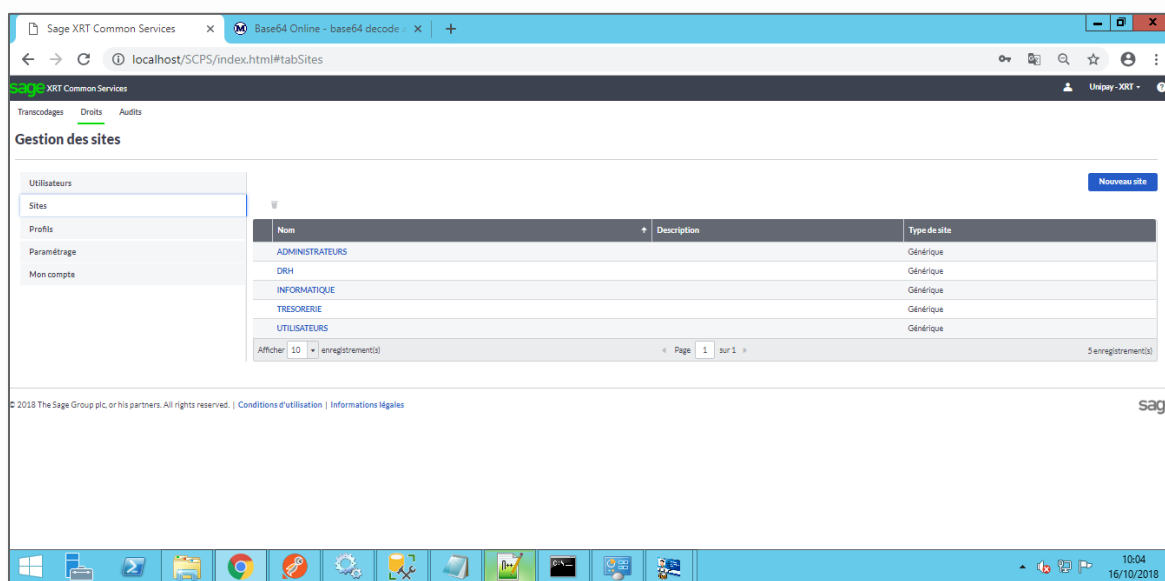 Sage XRT Common Services
Base64 Online - base64 decode
localhost/SCPS/index.html#tabSites
sage XRT Common Services
Unipay-XRT
Transcodages Droits Audits
Gestion des sites
Utilisateurs
Nouveau site
Sites
Profils
Nom Description Type de site
Paramétrage
ADMINISTRATEURS Générique
Mon compte
DRH Générique
INFORMATIQUE Générique
TRESORERIE Générique
UTILISATEURS Générique
Afficher 10 enregistrement(s) Page 1 sur 1 5 enregistrement(s)
© 2018 The Sage Group plc, or his partners. All rights reserved. | Conditions d'utilisation | Informations légales
sag
10:04
16/10/2018